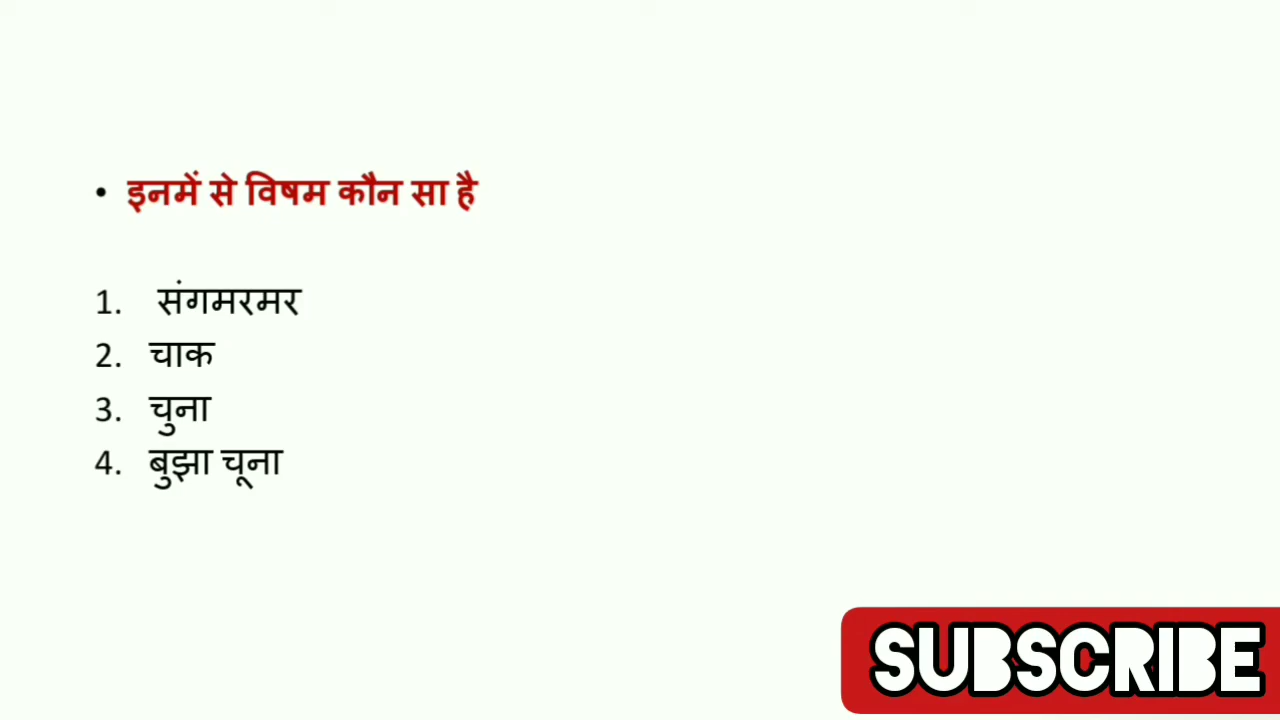 • इनमें से विषम कौन सा है
1. संगमरमर
2. चाक
3. चुना
4. बुझा चूना
SUBSCRIBE